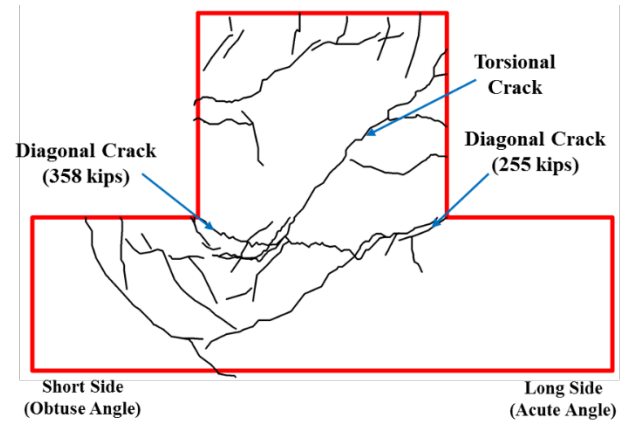 Torsional
Crack
Diagonal Crack
(358 kips)
Diagonal Crack
(255 kips)
Short Side
(Obtuse Angle)
Long Side
(Acute Angle)